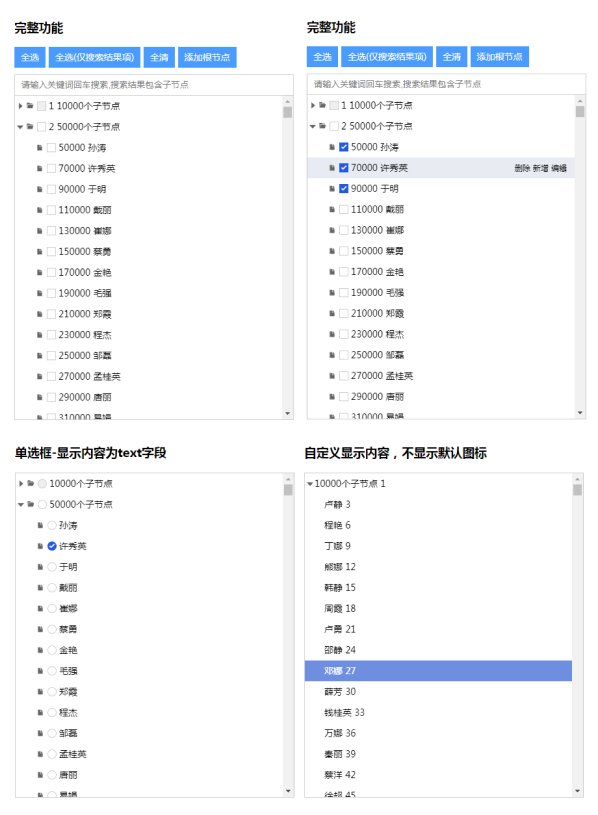 完整功能
全选 全选(仅搜索结果项) 全清 添加根节点
请输入关键词回车搜索,搜索结果包含子节点
1 10000个子节点
2 50000个子节点
50000 孙涛
70000 许秀英
90000 于明
110000 戴丽
130000 崔娜
150000 蔡勇
170000 金艳
190000 毛强
210000 郑霞
230000 程杰
250000 邹磊
270000 孟桂英
290000 唐丽
310000 易娟
完整功能
全选 全选(仅搜索结果项) 全清 添加根节点
请输入关键词回车搜索,搜索结果包含子节点
1 10000个子节点
2 50000个子节点
50000 孙涛
70000 许秀英 删除 新增 编辑
90000 于明
110000 戴丽
130000 崔娜
150000 蔡勇
170000 金艳
190000 毛强
210000 郑霞
230000 程杰
250000 邹磊
270000 孟桂英
290000 唐丽
310000 易娟
单选框-显示内容为text字段
10000个子节点
50000个子节点
孙涛
许秀英
于明
戴丽
崔娜
蔡勇
金艳
毛强
郑霞
程杰
邹磊
孟桂英
唐丽
易娟
自定义显示内容，不显示默认图标
10000个子节点 1
卢静 3
程艳 6
丁娜 9
熊娜 12
韩静 15
周霞 18
卢勇 21
邵静 24
邓娜 27
薛芳 30
钱桂英 33
万娜 36
秦丽 39
蔡洋 42
徐超 45